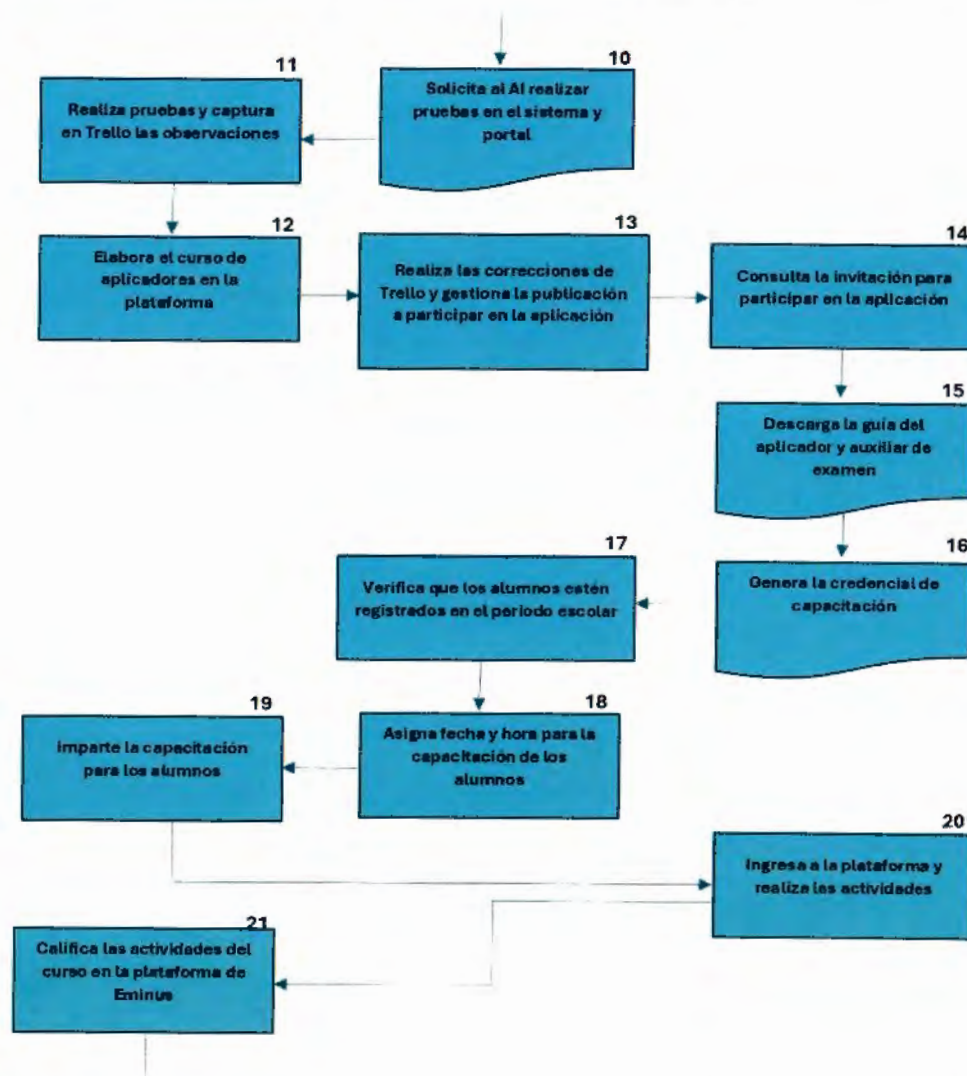 10
Solicita al AI realizar
pruebas en el sistema y
portal
11
Realiza pruebas y captura
en Trello las observaciones
12
Elabora el curso de
aplicadores en la
plataforma
13
Realiza las correcciones de
Trello y gestiona la publicación
a participar en la aplicación
14
Consulta la invitación para
participar en la aplicación
15
Descarga la guía del
aplicador y auxiliar de
examen
16
Genera la credencial de
capacitación
17
Verifica que los alumnos estén
registrados en el periodo escolar
18
Asigna fecha y hora para la
capacitación de los
alumnos
19
Imparte la capacitación
para los alumnos
20
Ingresa a la plataforma y
realiza las actividades
21
Califica las actividades del
curso en la plataforma de
Eminus